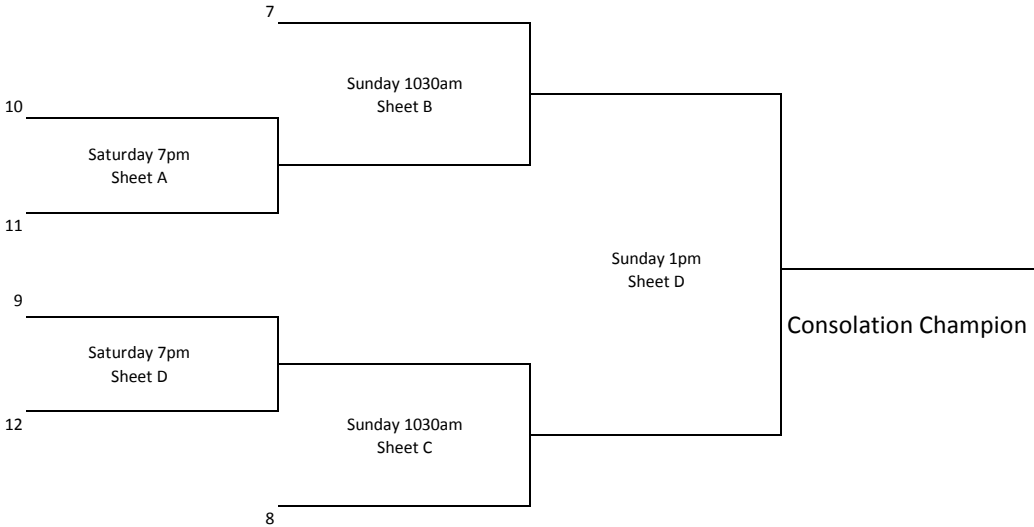 7
Sunday 1030am
Sheet B
10
Saturday 7pm
Sheet A
11
Sunday 1pm
Sheet D
9
Consolation Champion
Saturday 7pm
Sheet D
12
Sunday 1030am
Sheet C
8